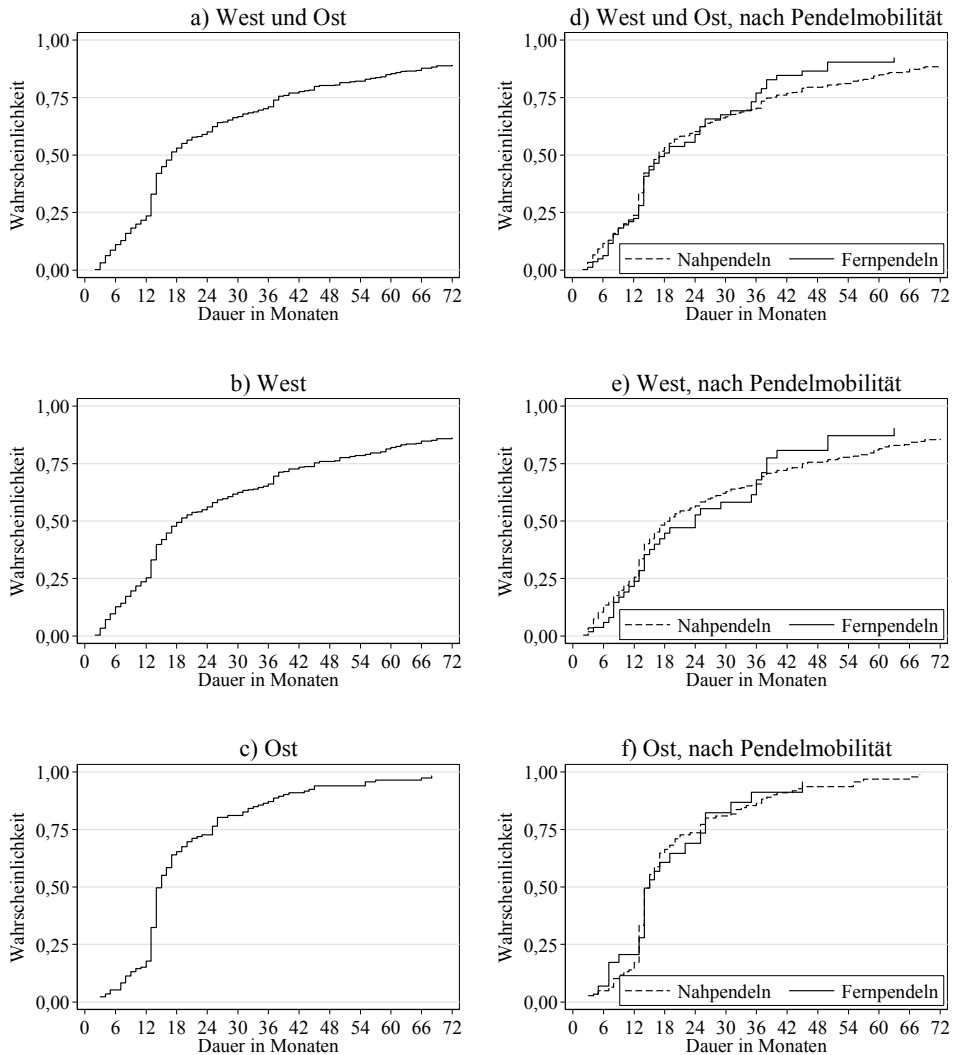 a) West und Ost
Wahrscheinlichkeit
1,00
0,75
0,50
0,25
0,00
0 6 12 18 24 30 36 42 48 54 60 66 72
Dauer in Monaten
d) West und Ost, nach Pendelmobilität
Wahrscheinlichkeit
1,00
0,75
0,50
0,25
0,00
Nahpendeln Fernpendeln
0 6 12 18 24 30 36 42 48 54 60 66 72
Dauer in Monaten
b) West
Wahrscheinlichkeit
1,00
0,75
0,50
0,25
0,00
0 6 12 18 24 30 36 42 48 54 60 66 72
Dauer in Monaten
e) West, nach Pendelmobilität
Wahrscheinlichkeit
1,00
0,75
0,50
0,25
0,00
Nahpendeln Fernpendeln
0 6 12 18 24 30 36 42 48 54 60 66 72
Dauer in Monaten
c) Ost
Wahrscheinlichkeit
1,00
0,75
0,50
0,25
0,00
0 6 12 18 24 30 36 42 48 54 60 66 72
Dauer in Monaten
f) Ost, nach Pendelmobilität
Wahrscheinlichkeit
1,00
0,75
0,50
0,25
0,00
Nahpendeln Fernpendeln
0 6 12 18 24 30 36 42 48 54 60 66 72
Dauer in Monaten